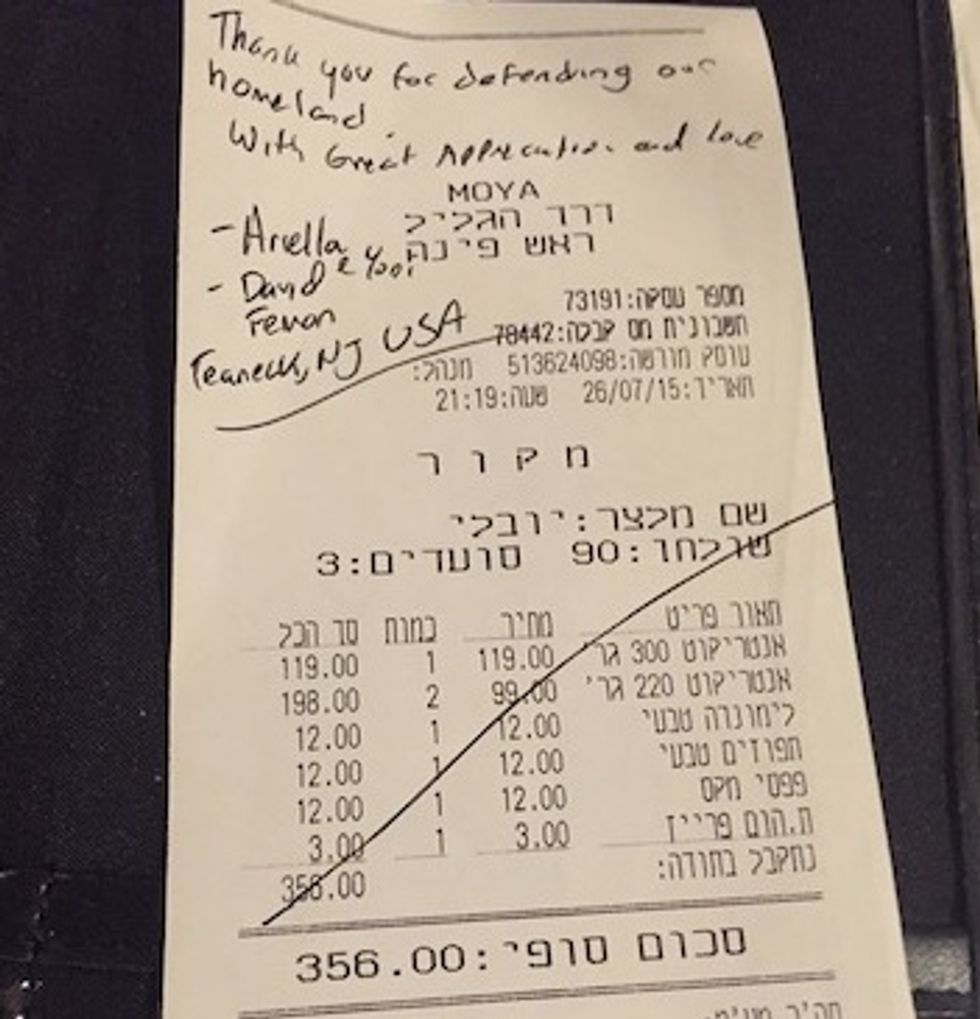 Thank you for defending our
homeland.
With Great Appreciation and love
MOYA
דרך הגליל
ראש פינה
- Ariella
- David &
Teaneck, NJ USA
מספר עסקה:73191
חשבונית מס קבלה:78442
עוסק מורשה:513624098 מנהל:
תאריך:26/07/15 שעה:21:19
מ ק ו ר
שם מלצר:יובלי
שולחן:90 סועדים:3
תאור פריט מחיר כמות סך הכל
אנטריקוט 300 גר' 119.00 1 119.00
אנטריקוט 220 גר' 99.00 2 198.00
לימונדה טבעי 12.00 1 12.00
תפוזים טבעי 12.00 1 12.00
פפסי מקס 12.00 1 12.00
ת.הום פרייז 3.00 1 3.00
נתקבל בתודה: 356.00
סכום סופי:356.00